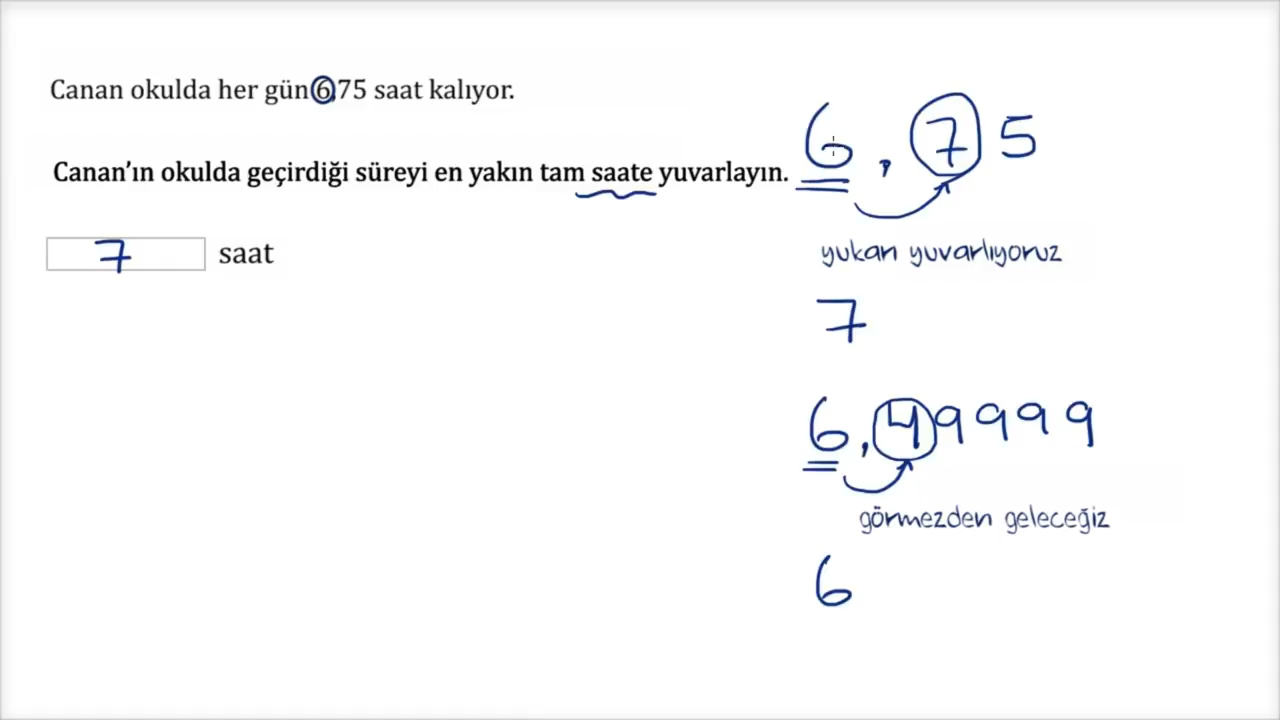 Canan okulda her gün 6,75 saat kalıyor.
Canan’ın okulda geçirdiği süreyi en yakın tam saate yuvarlayın.
7 saat
6,75
yukarı yuvarlıyoruz
7
6,49999
görmezden geleceğiz
6